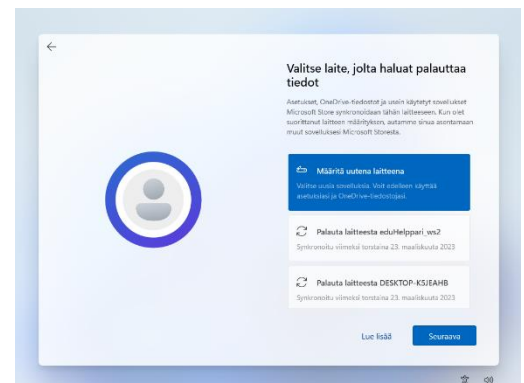 Valitse laite, jolta haluat palauttaa
tiedot
Asetukset, OneDrive-tiedostot ja usein käytetyt sovellukset
Microsoft Store synkronoidaan tähän laitteeseen. Kun olet
suorittanut laitteen määrityksen, autamme sinua asentamaan
muut sovelluksesi Microsoft Storesta.
Määritä uutena laitteena
Valitse uusia sovelluksia. Voit edelleen käyttää
asetuksiasi ja OneDrive-tiedostojasi.
Palauta laitteesta eduHelppari_ws2
Synkronoitu viimeksi torstaina 23. maaliskuuta 2023
Palauta laitteesta DESKTOP-K5JEAHB
Synkronoitu viimeksi torstaina 23. maaliskuuta 2023
Lue lisää
Seuraava